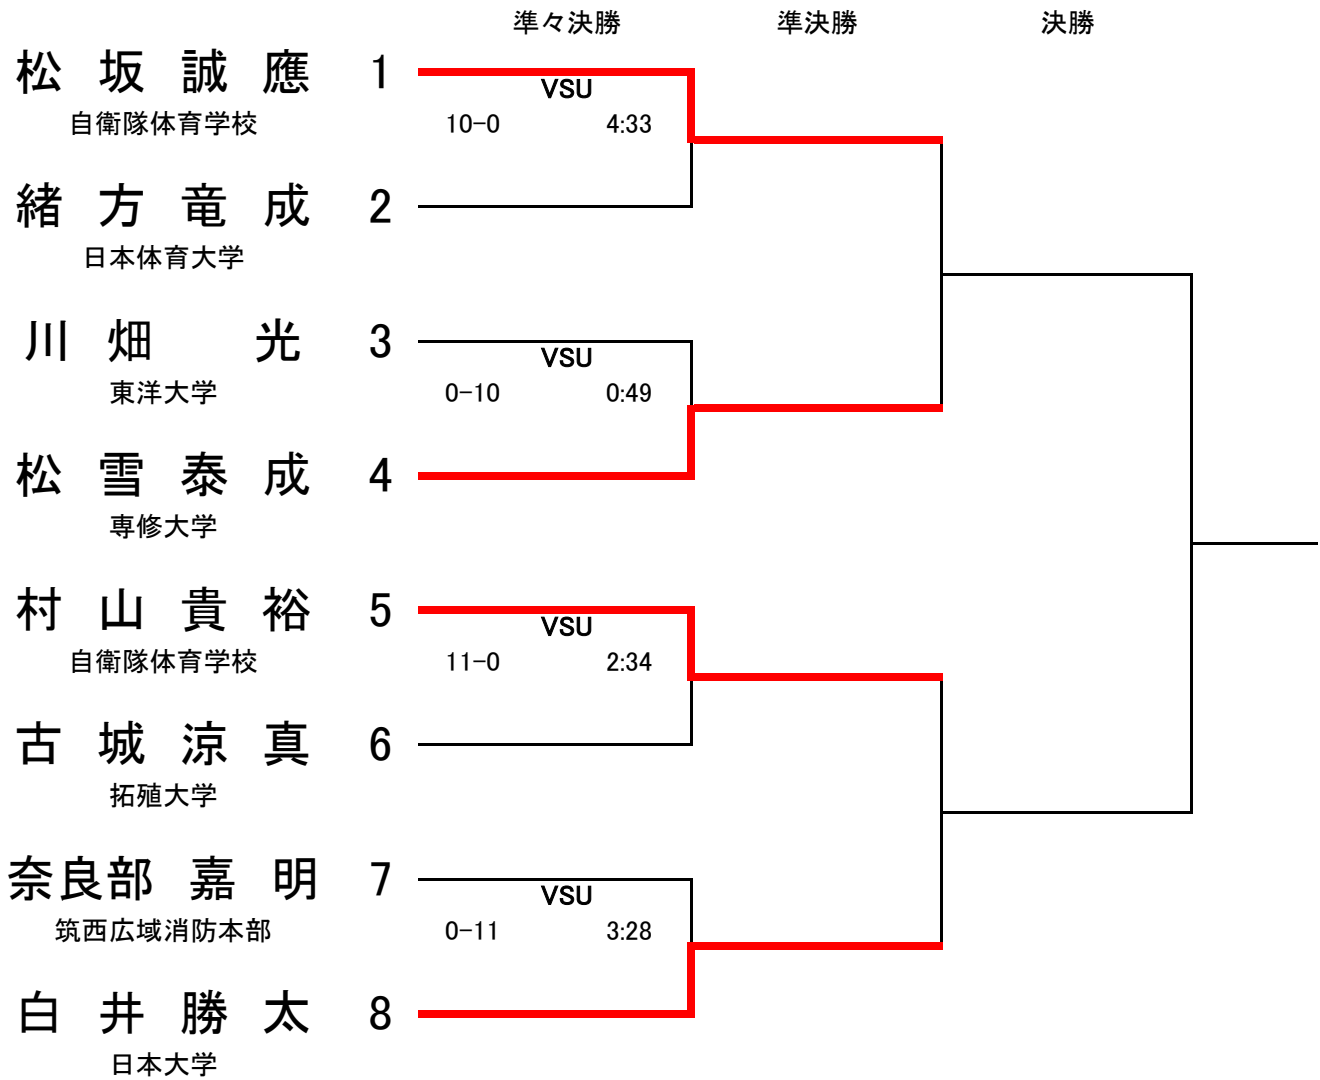 準々決勝 準決勝 決勝
松坂誠應 1
VSU
自衛隊体育学校
10-0 4:33
緒方竜成 2
日本体育大学
川畑 光 3
VSU
東洋大学
0-10 0:49
松雪泰成 4
専修大学
村山貴裕 5
VSU
自衛隊体育学校
11-0 2:34
古城涼真 6
拓殖大学
奈良部嘉明 7
VSU
筑西広域消防本部
0-11 3:28
白井勝太 8
日本大学